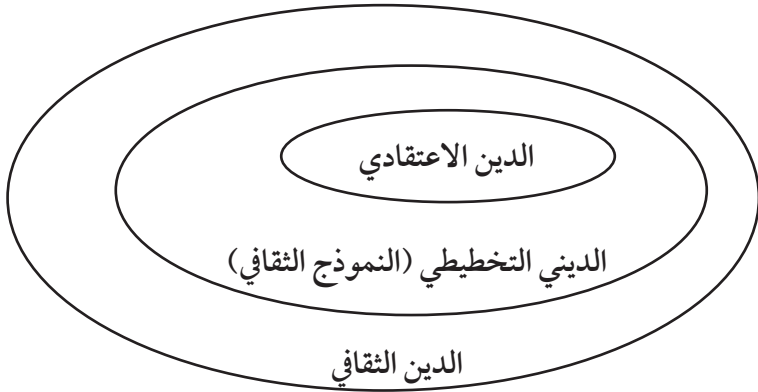 الدين الاعتقادي
الديني التخطيطي (النموذج الثقافي)
الدين الثقافي